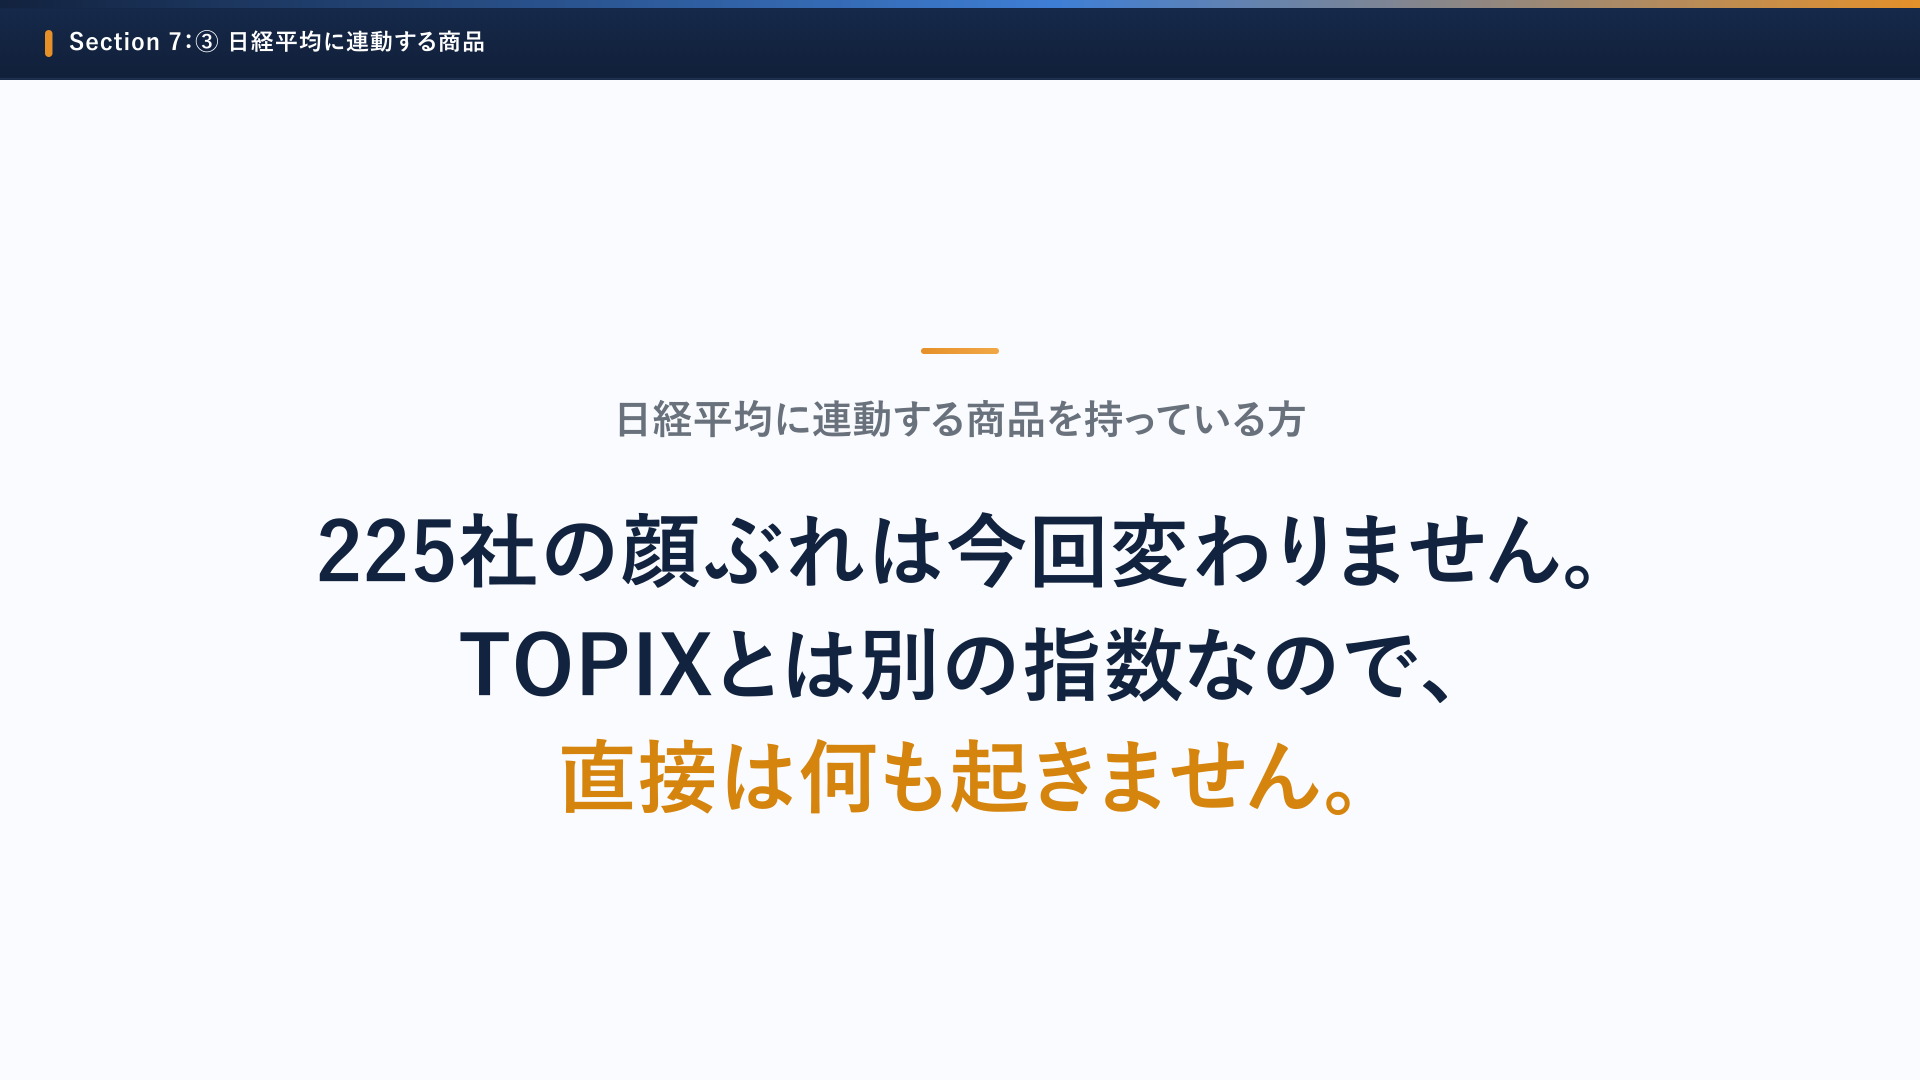 Section 7：③ 日経平均に連動する商品
日経平均に連動する商品を持っている方
225社の顔ぶれは今回変わりません。
TOPIXとは別の指数なので、
直接は何も起きません。